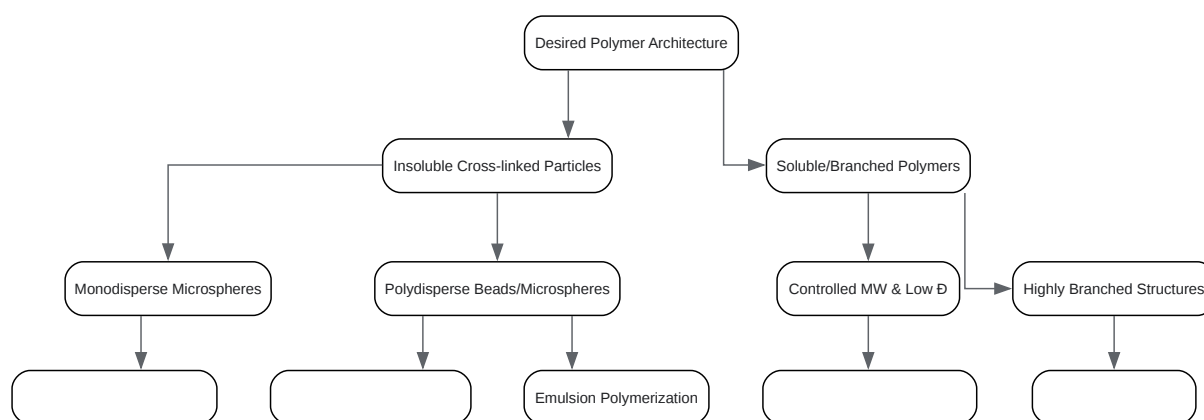 Desired Polymer Architecture
Insoluble Cross-linked Particles
Soluble/Branched Polymers
Monodisperse Microspheres
Polydisperse Beads/Microspheres
Controlled MW & Low Đ
Highly Branched Structures
Emulsion Polymerization